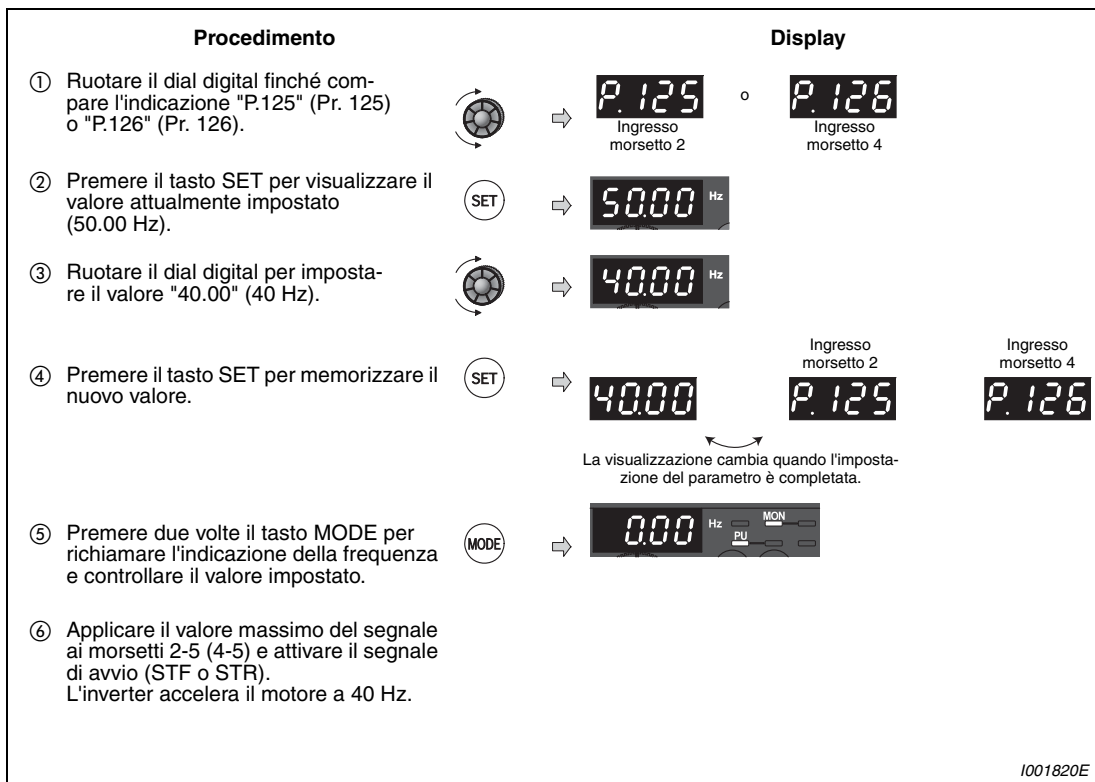 Procedimento
Display
① Ruotare il dial digital finché com-
pare l'indicazione "P.125" (Pr. 125)
o "P.126" (Pr. 126).
P.125
o
P.126
Ingresso
morsetto 2
Ingresso
morsetto 4
② Premere il tasto SET per visualizzare il
valore attualmente impostato
(50.00 Hz).
SET
50.00 Hz
③ Ruotare il dial digital per imposta-
re il valore "40.00" (40 Hz).
40.00 Hz
④ Premere il tasto SET per memorizzare il
nuovo valore.
SET
40.00
Ingresso
morsetto 2
P.125
Ingresso
morsetto 4
P.126
La visualizzazione cambia quando l'imposta-
zione del parametro è completata.
⑤ Premere due volte il tasto MODE per
richiamare l'indicazione della frequenza
e controllare il valore impostato.
MODE
0.00 Hz
MON
PU
⑥ Applicare il valore massimo del segnale
ai morsetti 2-5 (4-5) e attivare il segnale
di avvio (STF o STR).
L'inverter accelera il motore a 40 Hz.
I001820E